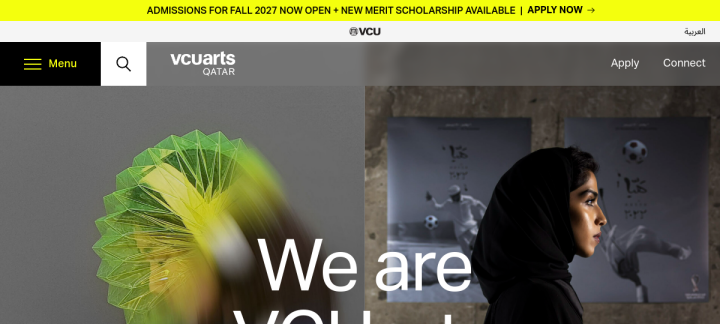 ADMISSIONS FOR FALL 2027 NOW OPEN + NEW MERIT SCHOLARSHIP AVAILABLE | APPLY NOW →
VCU
العربية
Menu
vcuarts
QATAR
Apply
Connect
We are